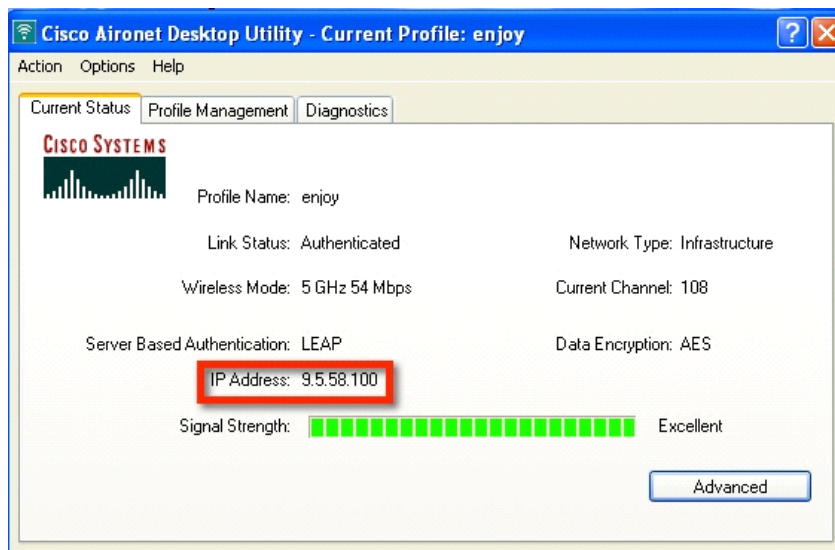 Cisco Aironet Desktop Utility - Current Profile: enjoy
Action Options Help
Current Status Profile Management Diagnostics
CISCO SYSTEMS
Profile Name: enjoy
Link Status: Authenticated Network Type: Infrastructure
Wireless Mode: 5 GHz 54 Mbps Current Channel: 108
Server Based Authentication: LEAP Data Encryption: AES
IP Address: 9.5.58.100
Signal Strength: Excellent
Advanced